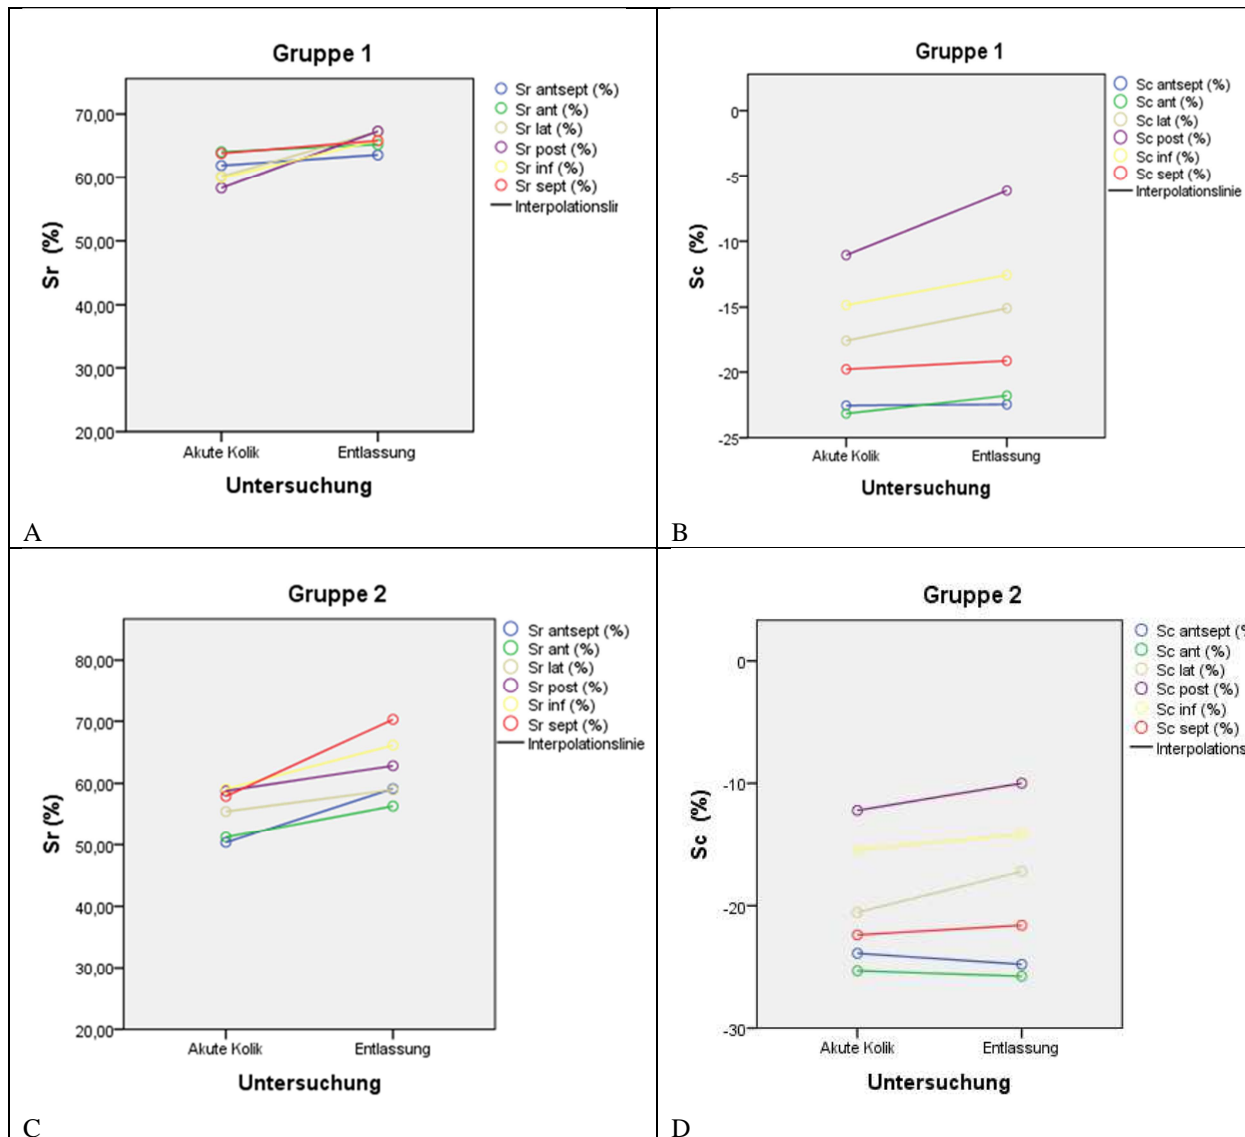 Gruppe 1
Sr antsept (%)
Sr ant (%)
Sr lat (%)
Sr post (%)
Sr inf (%)
Sr sept (%)
Interpolationslir
70,00
60,00
50,00
40,00
30,00
20,00
Sr (%)
Akute Kolik
Entlassung
Untersuchung
A
Gruppe 1
Sc antsept (%)
Sc ant (%)
Sc lat (%)
Sc post (%)
Sc inf (%)
Sc sept (%)
Interpolationslinie
0
-5
-10
-15
-20
-25
Sc (%)
Akute Kolik
Entlassung
Untersuchung
B
Gruppe 2
Sr antsept (%)
Sr ant (%)
Sr lat (%)
Sr post (%)
Sr inf (%)
Sr sept (%)
Interpolationslinie
80,00
70,00
60,00
50,00
40,00
30,00
20,00
Sr (%)
Akute Kolik
Entlassung
Untersuchung
C
Gruppe 2
Sc antsept (%
Sc ant (%)
Sc lat (%)
Sc post (%)
Sc inf (%)
Sc sept (%)
Interpolations
0
-10
-20
-30
Sc (%)
Akute Kolik
Entlassung
Untersuchung
D